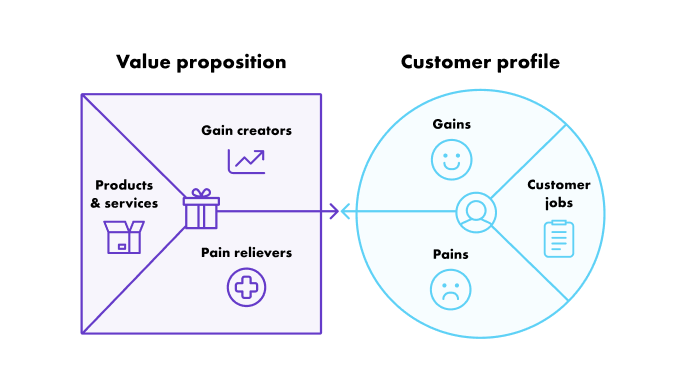 Value proposition
Customer profile
Gain creators
Products
& services
Pain relievers
Gains
Customer
jobs
Pains